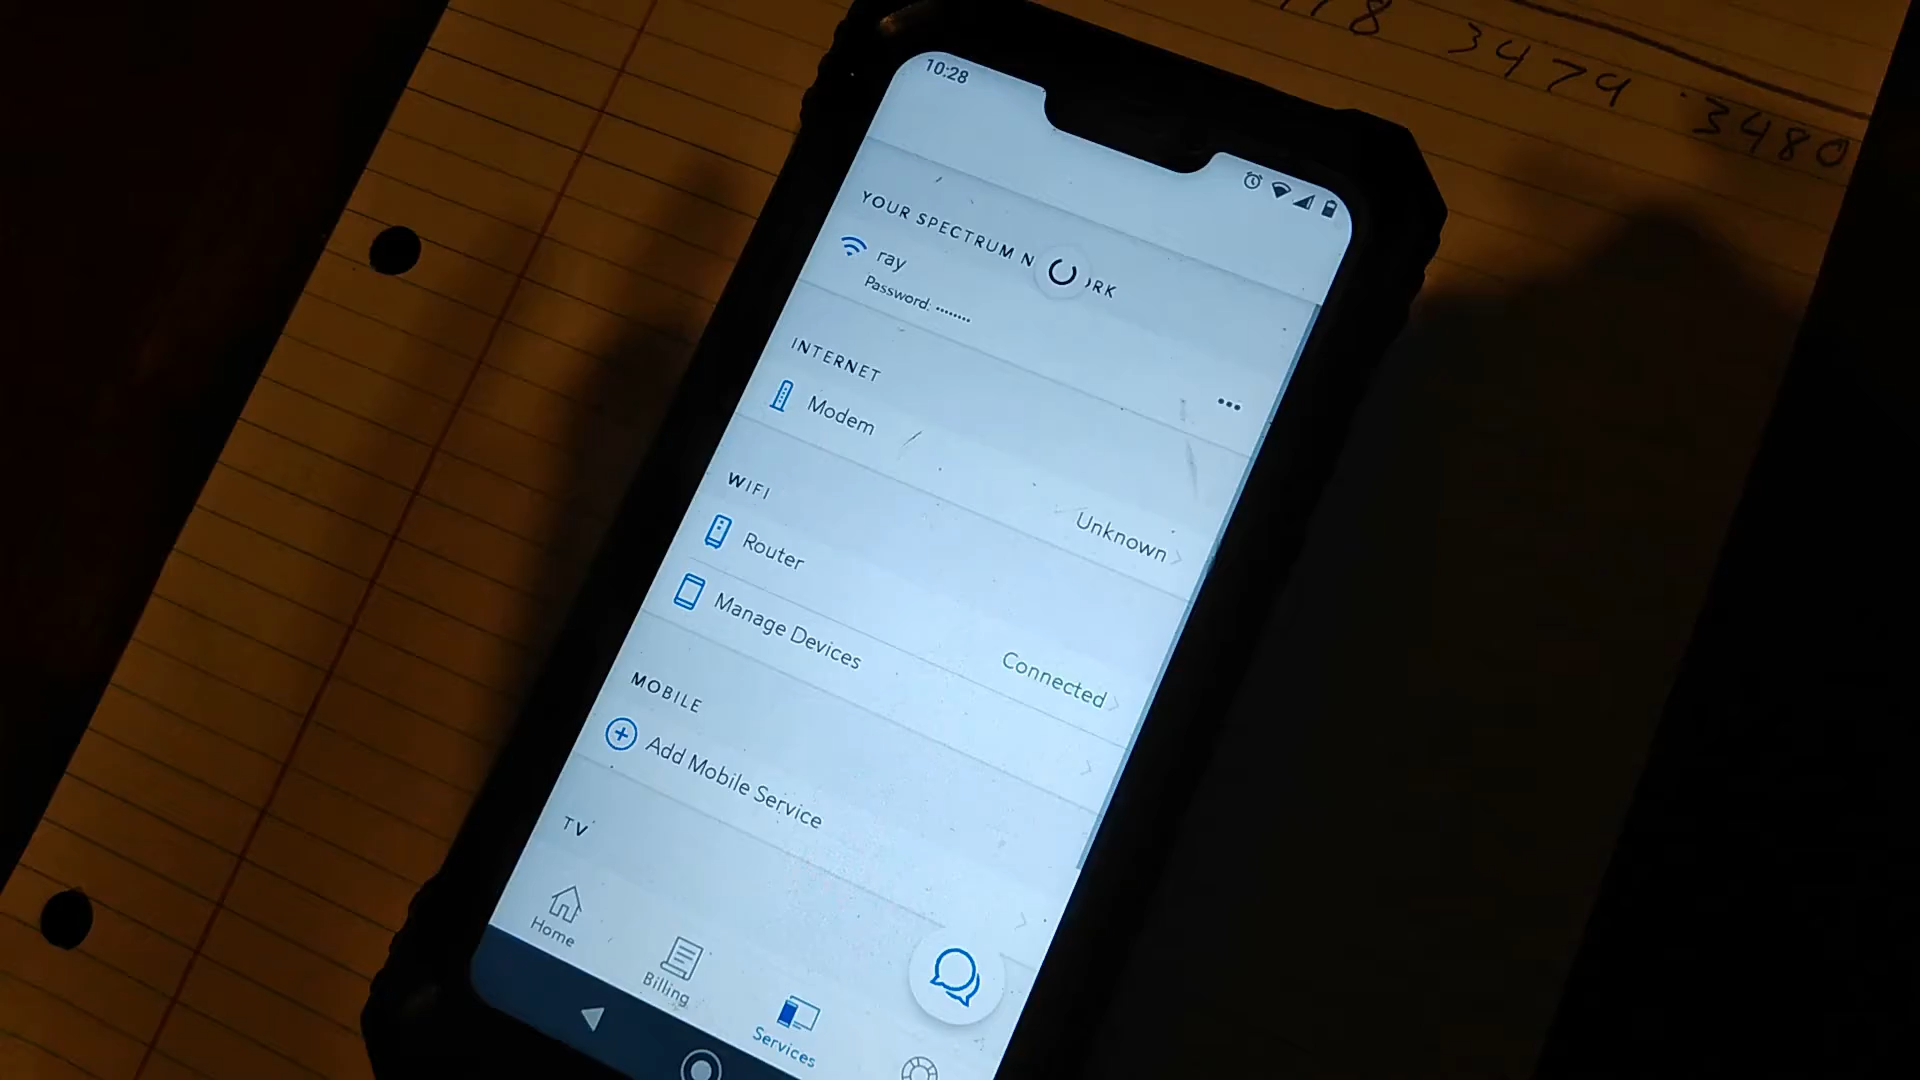 3479 3480
10:28
YOUR SPECTRUM N RK
ray
Password: ········
INTERNET
Modem
Unknown
WIFI
Router
Connected
Manage Devices
MOBILE
Add Mobile Service
TV
Home
Billing
Services